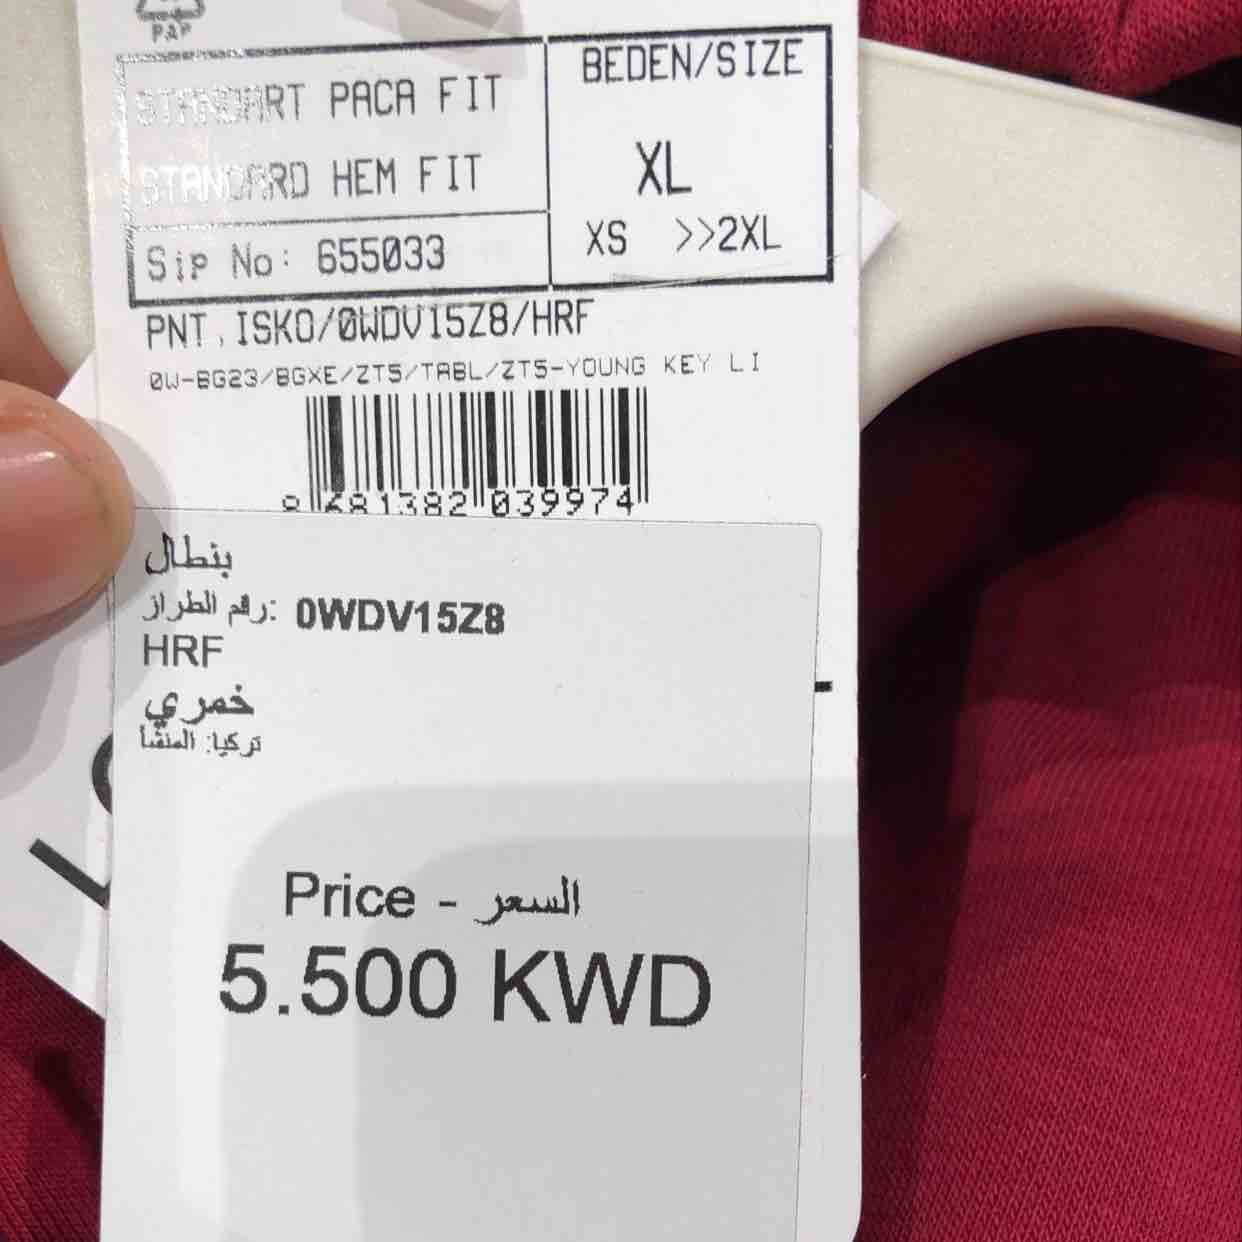 PAP
STANDART PACA FIT
STANDARD HEM FIT
Sip No: 655033
BEDEN/SIZE
XL
XS >>2XL
PNT.ISKO/0WDV15Z8/HRF
0W-BG23/BGXE/ZT5/TABL/ZT5-YOUNG KEY LI
8 681382 039974
بنطال
رقم الطراز: 0WDV15Z8
HRF
خمري
تركيا: المنشأ
Price - السعر
5.500 KWD